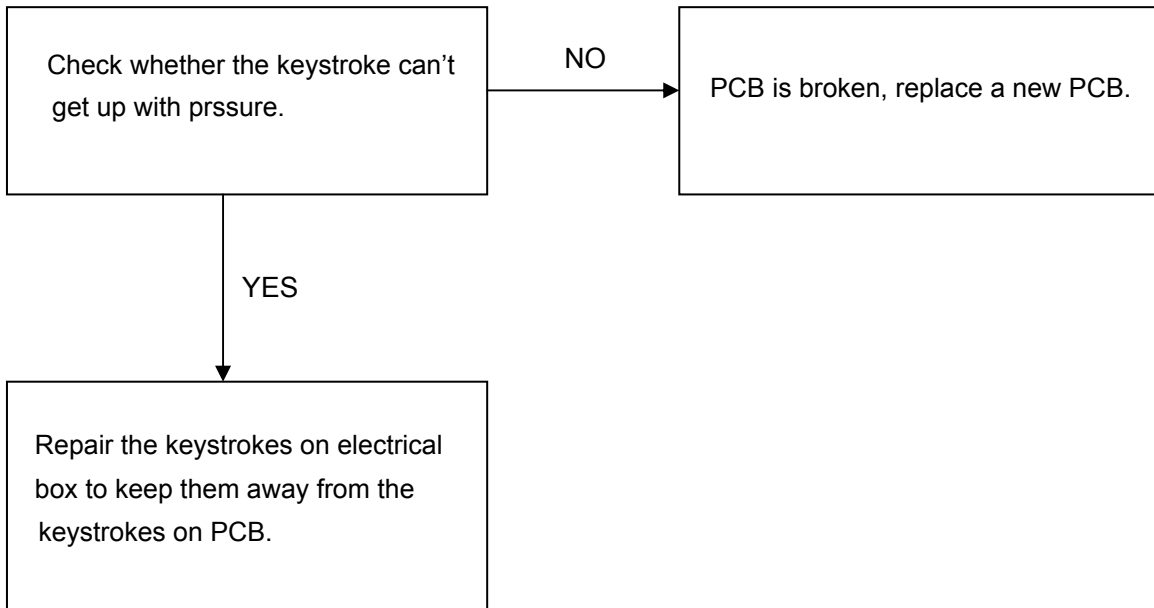 Check whether the keystroke can't
get up with prssure.
NO
PCB is broken, replace a new PCB.
YES
Repair the keystrokes on electrical
box to keep them away from the
keystrokes on PCB.